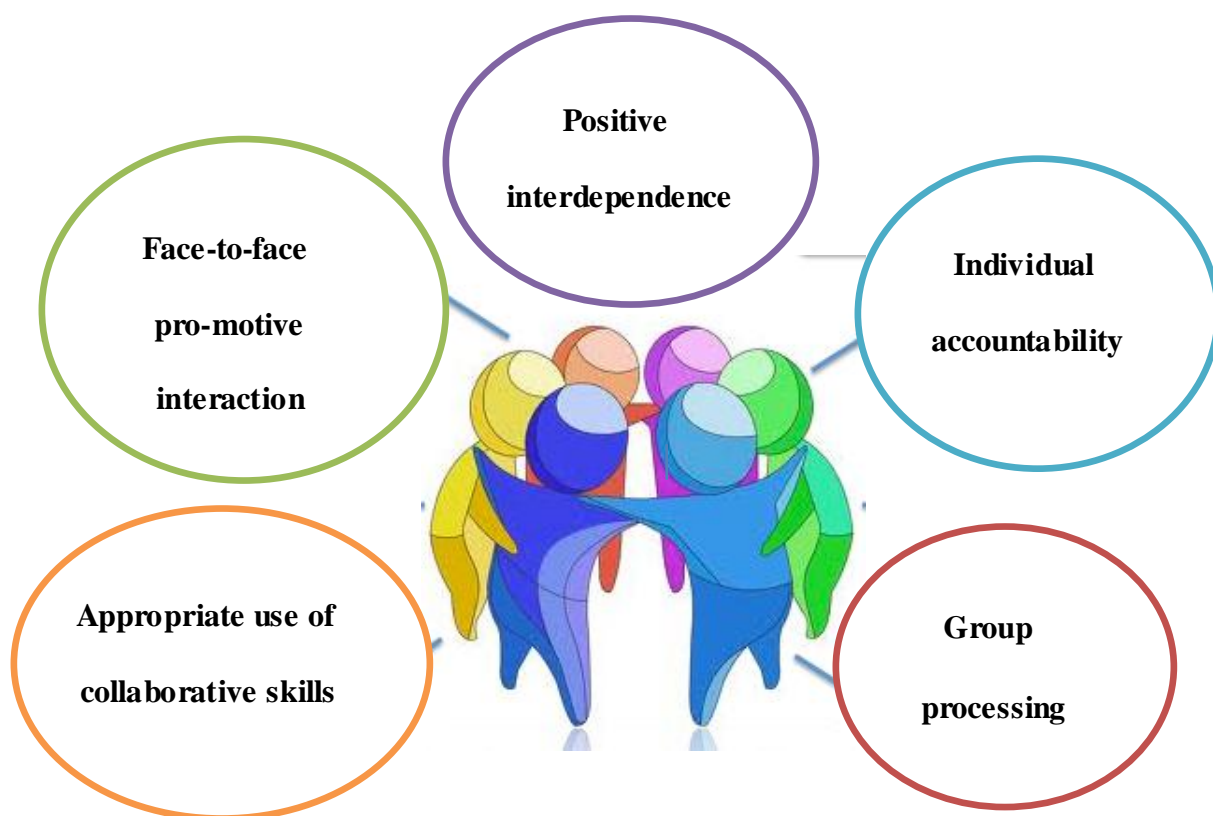 Positive
interdependence
Face-to-face
pro-motive
interaction
Individual
accountability
Appropriate use of
collaborative skills
Group
processing